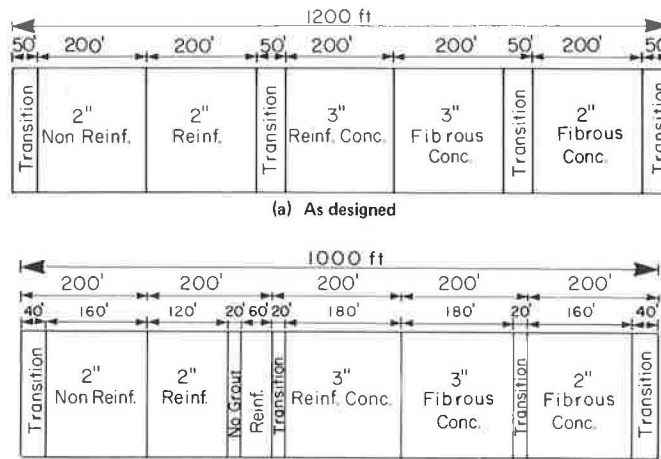 1200 ft
50' 200' 200' 50' 200' 200' 50' 200' 50'
Transition
2"
Non Reinf.
2"
Reinf.
Transition
3"
Reinf. Conc.
3"
Fibrous
Conc.
Transition
2"
Fibrous
Conc.
Transition
(a) As designed
1000 ft
200' 200' 200' 200' 200'
40' 160' 120' 20' 60' 20' 180' 180' 20' 160' 40'
Transition
2"
Non Reinf.
2"
Reinf.
No Grout
Reinf.
Transition
3"
Reinf. Conc.
3"
Fibrous
Conc.
Transition
2"
Fibrous
Conc.
Transition